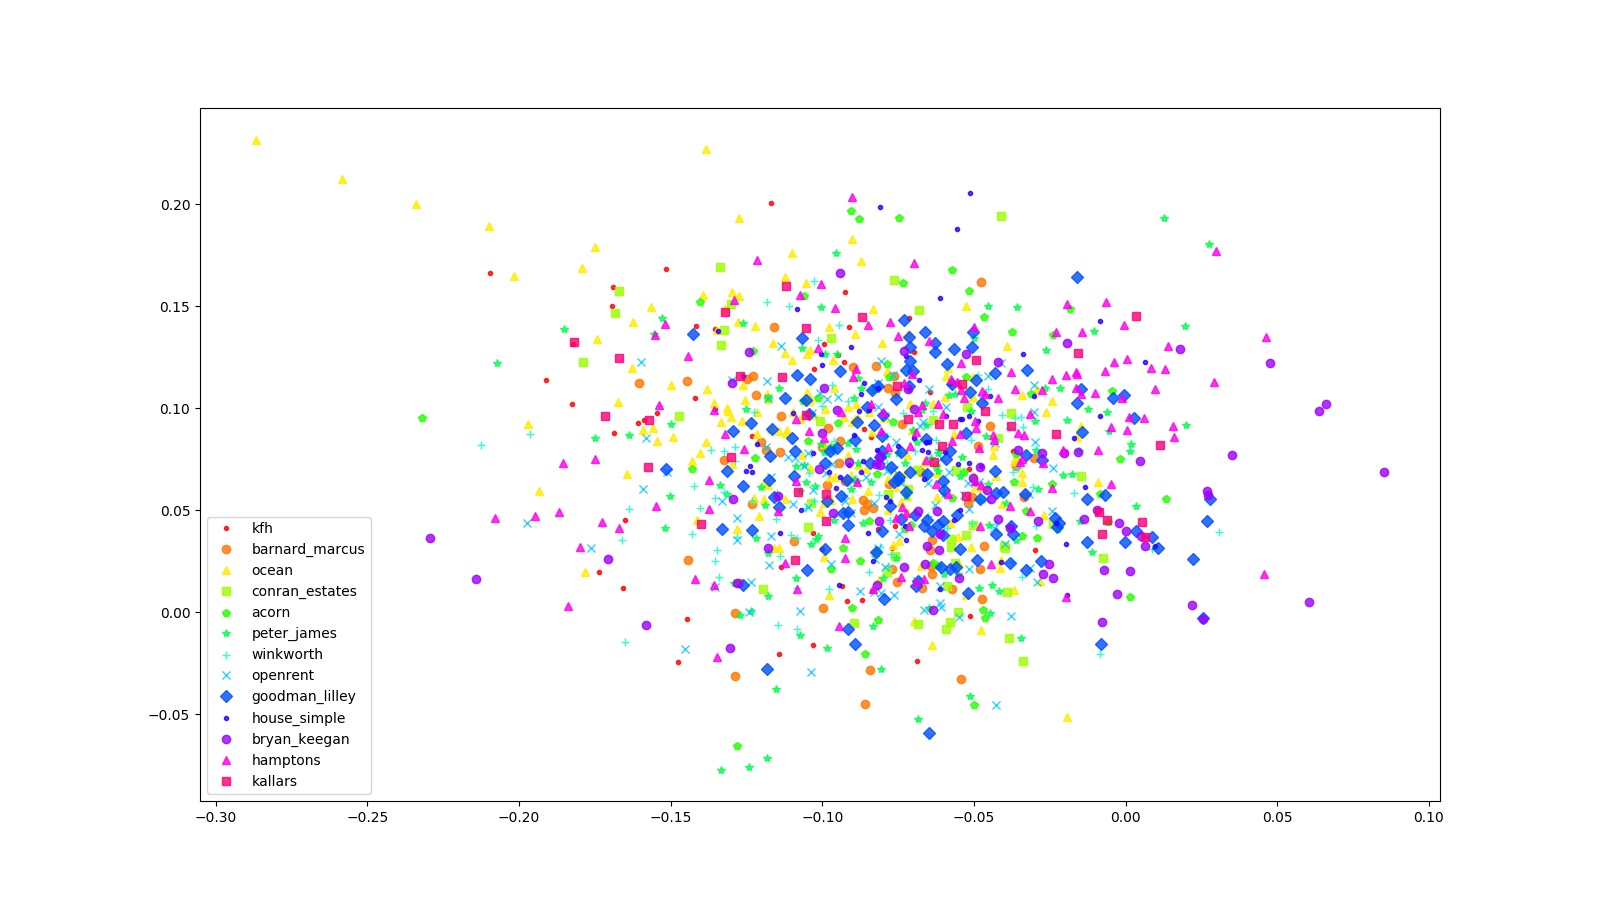 0.20
0.15
0.10
0.05
0.00
−0.05
−0.30
−0.25
−0.20
−0.15
−0.10
−0.05
0.00
0.05
0.10
kfh
barnard_marcus
ocean
conran_estates
acorn
peter_james
winkworth
openrent
goodman_lilley
house_simple
bryan_keegan
hamptons
kallars